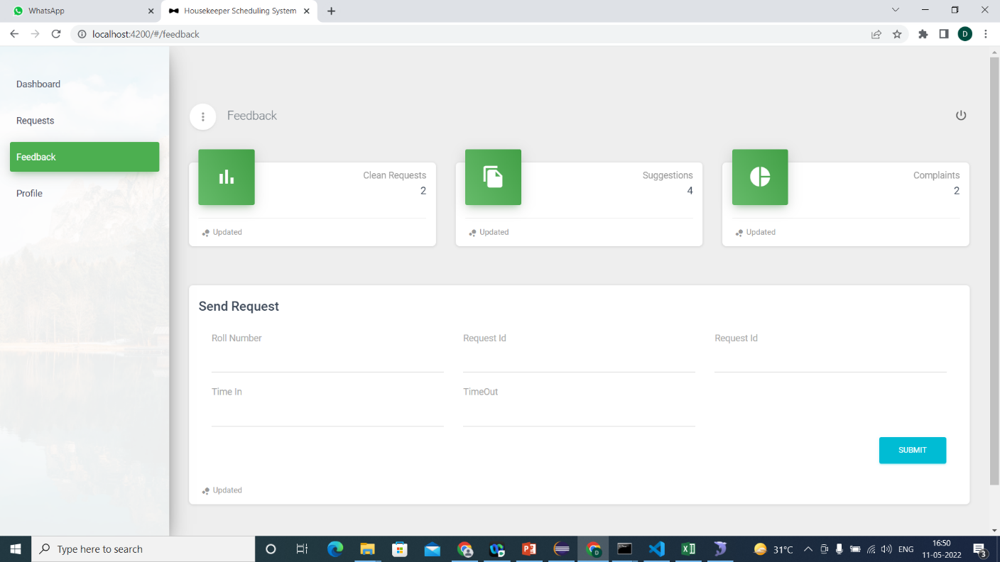 WhatsApp
Housekeeper Scheduling System
localhost:4200/#/feedback
D
Dashboard
Requests
Feedback
Profile
Feedback
Clean Requests
2
Updated
Suggestions
4
Updated
Complaints
2
Updated
Send Request
Roll Number
Request Id
Request Id
Time In
TimeOut
SUBMIT
Updated
Type here to search
31°C
ENG
16:50
11-05-2022
3